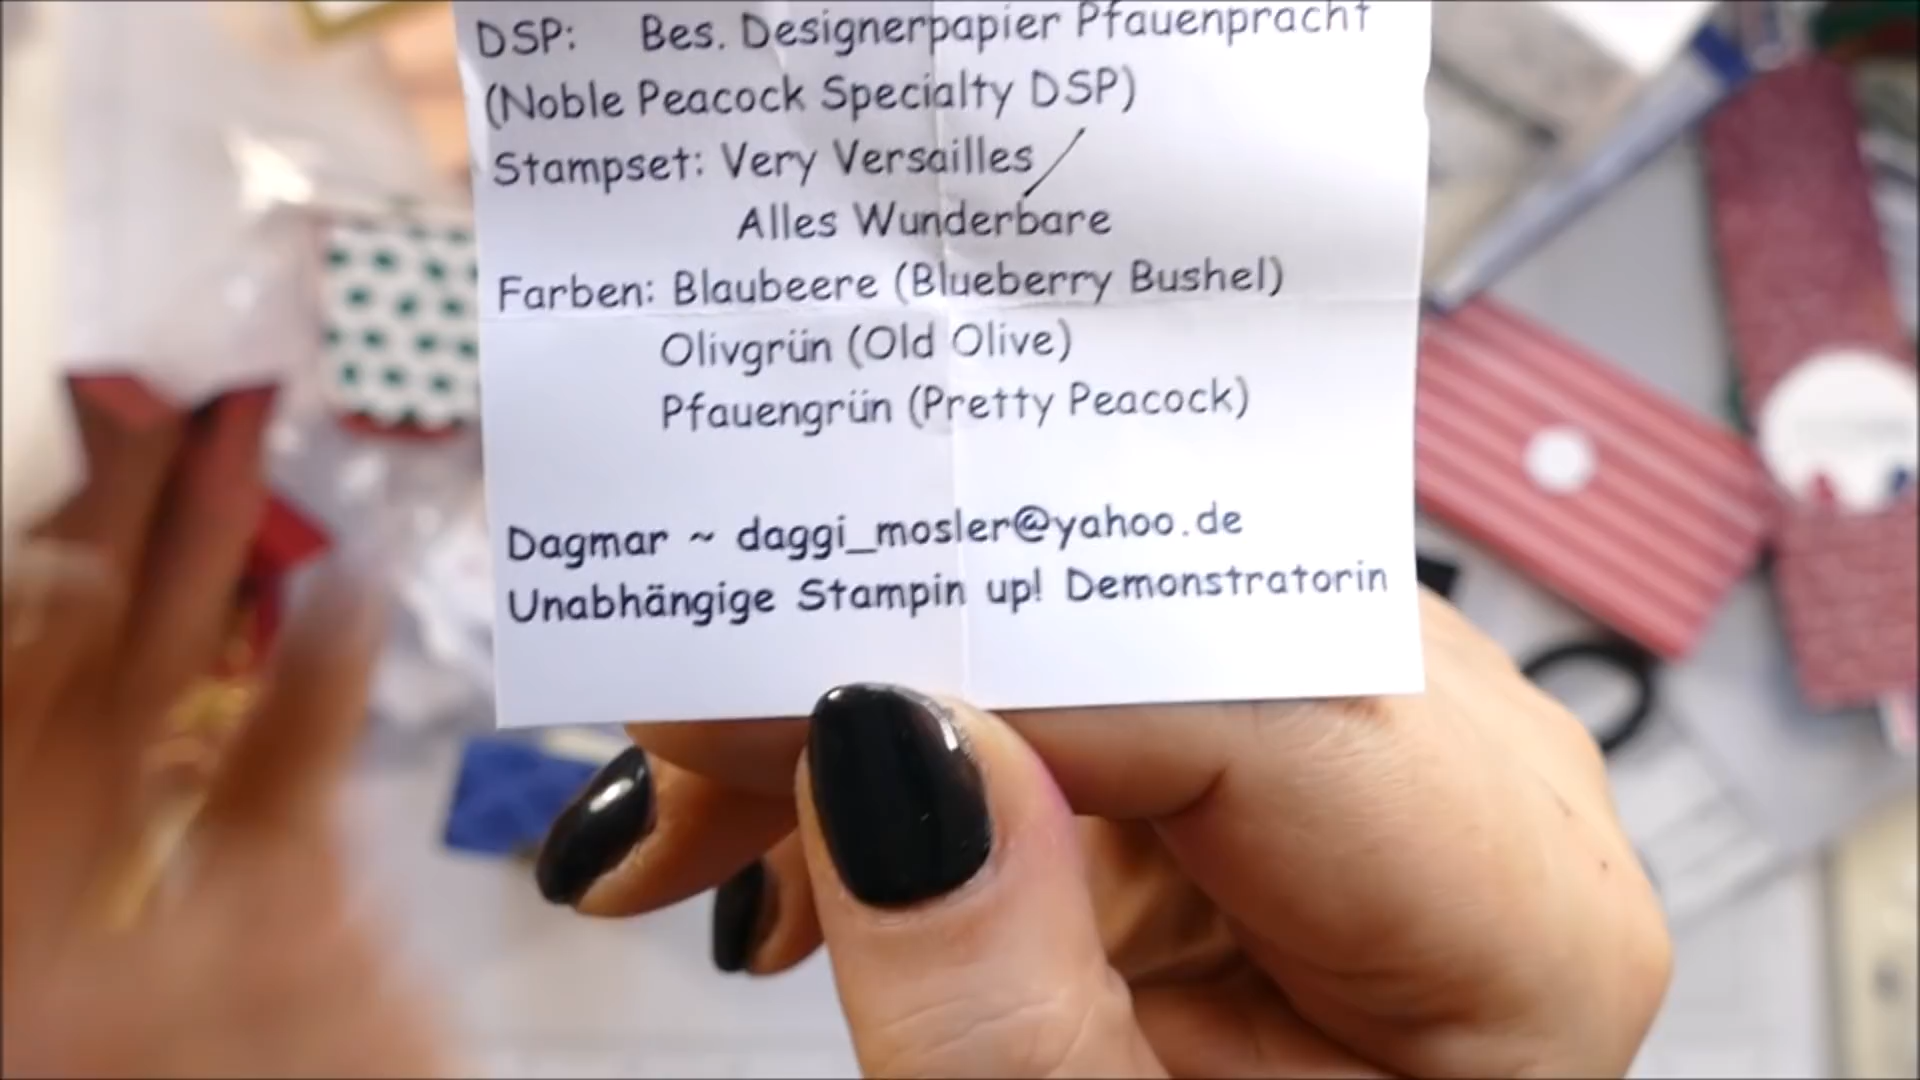 DSP: Bes. Designerpapier Pfauenpracht
(Noble Peacock Specialty DSP)
Stampset: Very Versailles /
Alles Wunderbare
Farben: Blaubeere (Blueberry Bushel)
Olivgrün (Old Olive)
Pfauengrün (Pretty Peacock)
Dagmar ~ daggi_mosler@yahoo.de
Unabhängige Stampin up! Demonstratorin